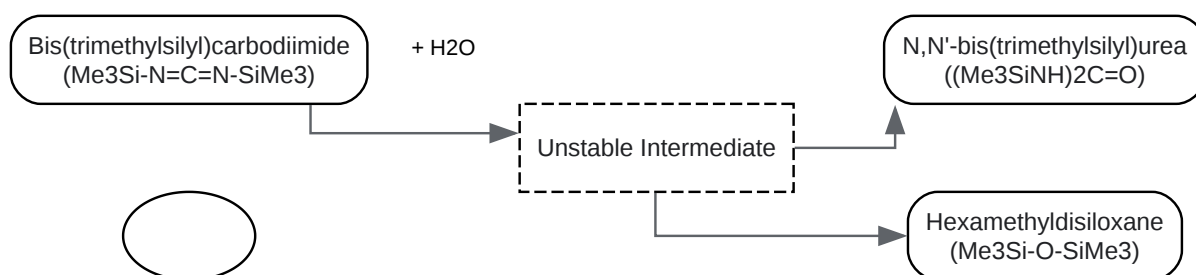 Bis(trimethylsilyl)carbodiimide
(Me3Si-N=C=N-SiMe3)
+ H2O
N,N'-bis(trimethylsilyl)urea
((Me3SiNH)2C=O)
Unstable Intermediate
Hexamethyldisiloxane
(Me3Si-O-SiMe3)